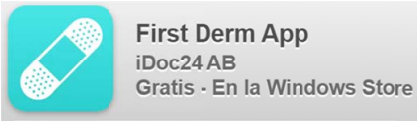 First Derm App
iDoc24 AB
Gratis - En la Windows Store